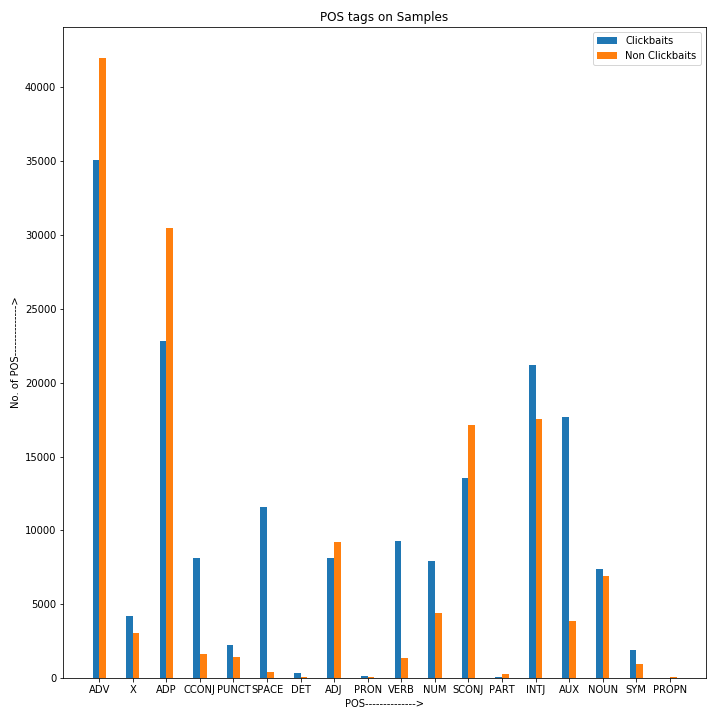 POS tags on Samples
Clickbaits
Non Clickbaits
No. of POS-------------->
40000
35000
30000
25000
20000
15000
10000
5000
0
ADV X ADP CCONJ PUNCT SPACE DET ADJ PRON VERB NUM SCONJ PART INTJ AUX NOUN SYM PROPN
POS-------------->